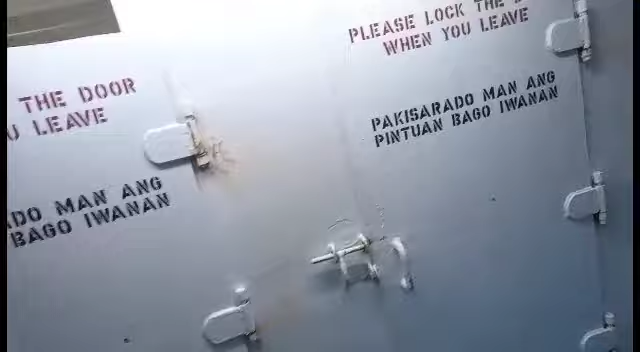 PLEASE LOCK THE
WHEN YOU LEAVE
PAKISARADO MAN ANG
PINTUAN BAGO IWANAN
THE DOOR
LEAVE
MAN ANG
BAGO IWANAN